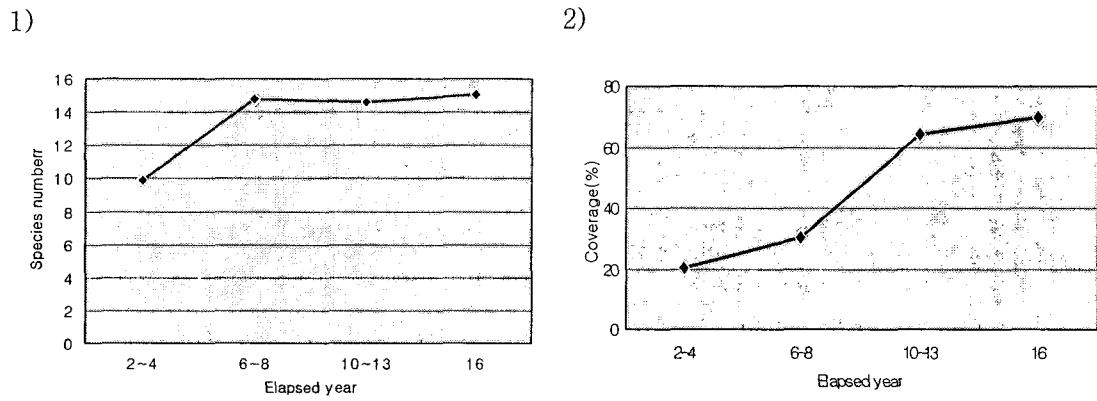 1)
2)
16
14
12
10
8
6
4
2
0
Species numberr
2~4 6~8 10~13 16
Elapsed year
80
60
40
20
0
Coverage(%)
2-4 6-8 10-13 16
Elapsed year